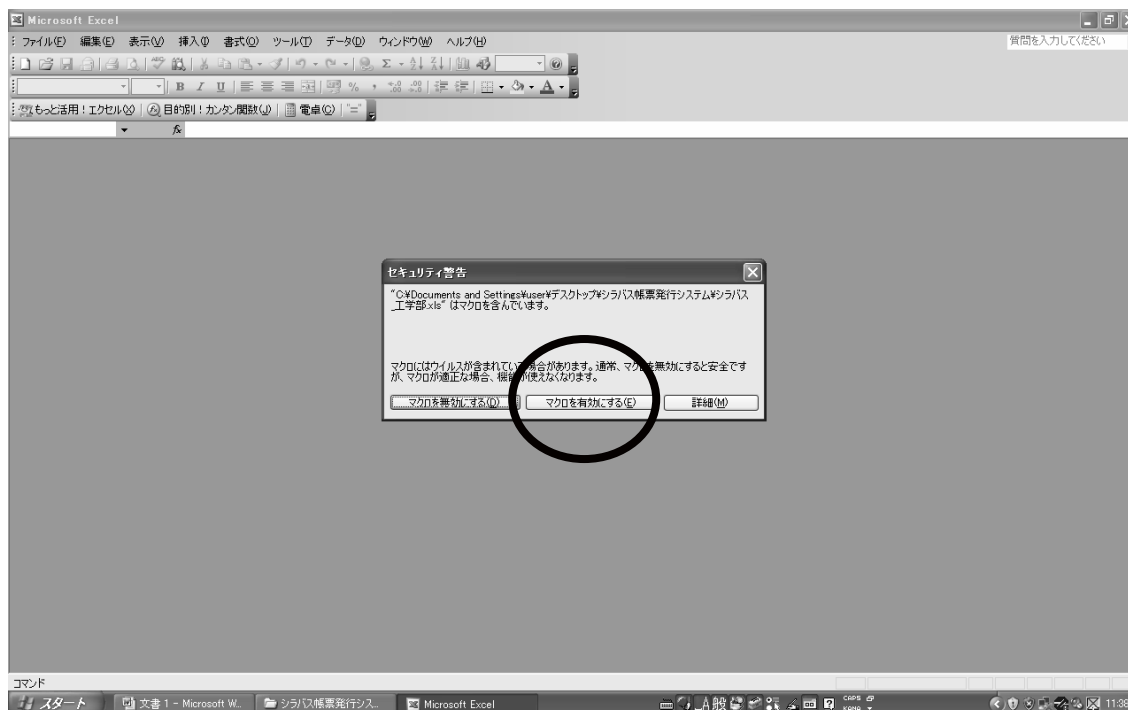 Microsoft Excel
ファイル(F) 編集(E) 表示(V) 挿入(I) 書式(O) ツール(T) データ(D) ウィンドウ(W) ヘルプ(H)
質問を入力してください
B I U
Σ
%
A
もっと活用！エクセル(X) 目的別！カンタン関数(J) 電卓(C) "="
fx
セキュリティ警告
"C:¥Documents and Settings¥user¥デスクトップ¥シラバス帳票発行システム¥シラバス
_工学部.xls" はマクロを含んでいます。
マクロにはウイルスが含まれている場合があります。通常、マクロを無効にすると安全です
が、マクロが適正な場合、機能が使えなくなります。
マクロを無効にする(D) マクロを有効にする(E) 詳細(M)
コマンド
スタート 文書 1 - Microsoft W... シラバス帳票発行シス... Microsoft Excel A 般 CAPS KANA 11:38